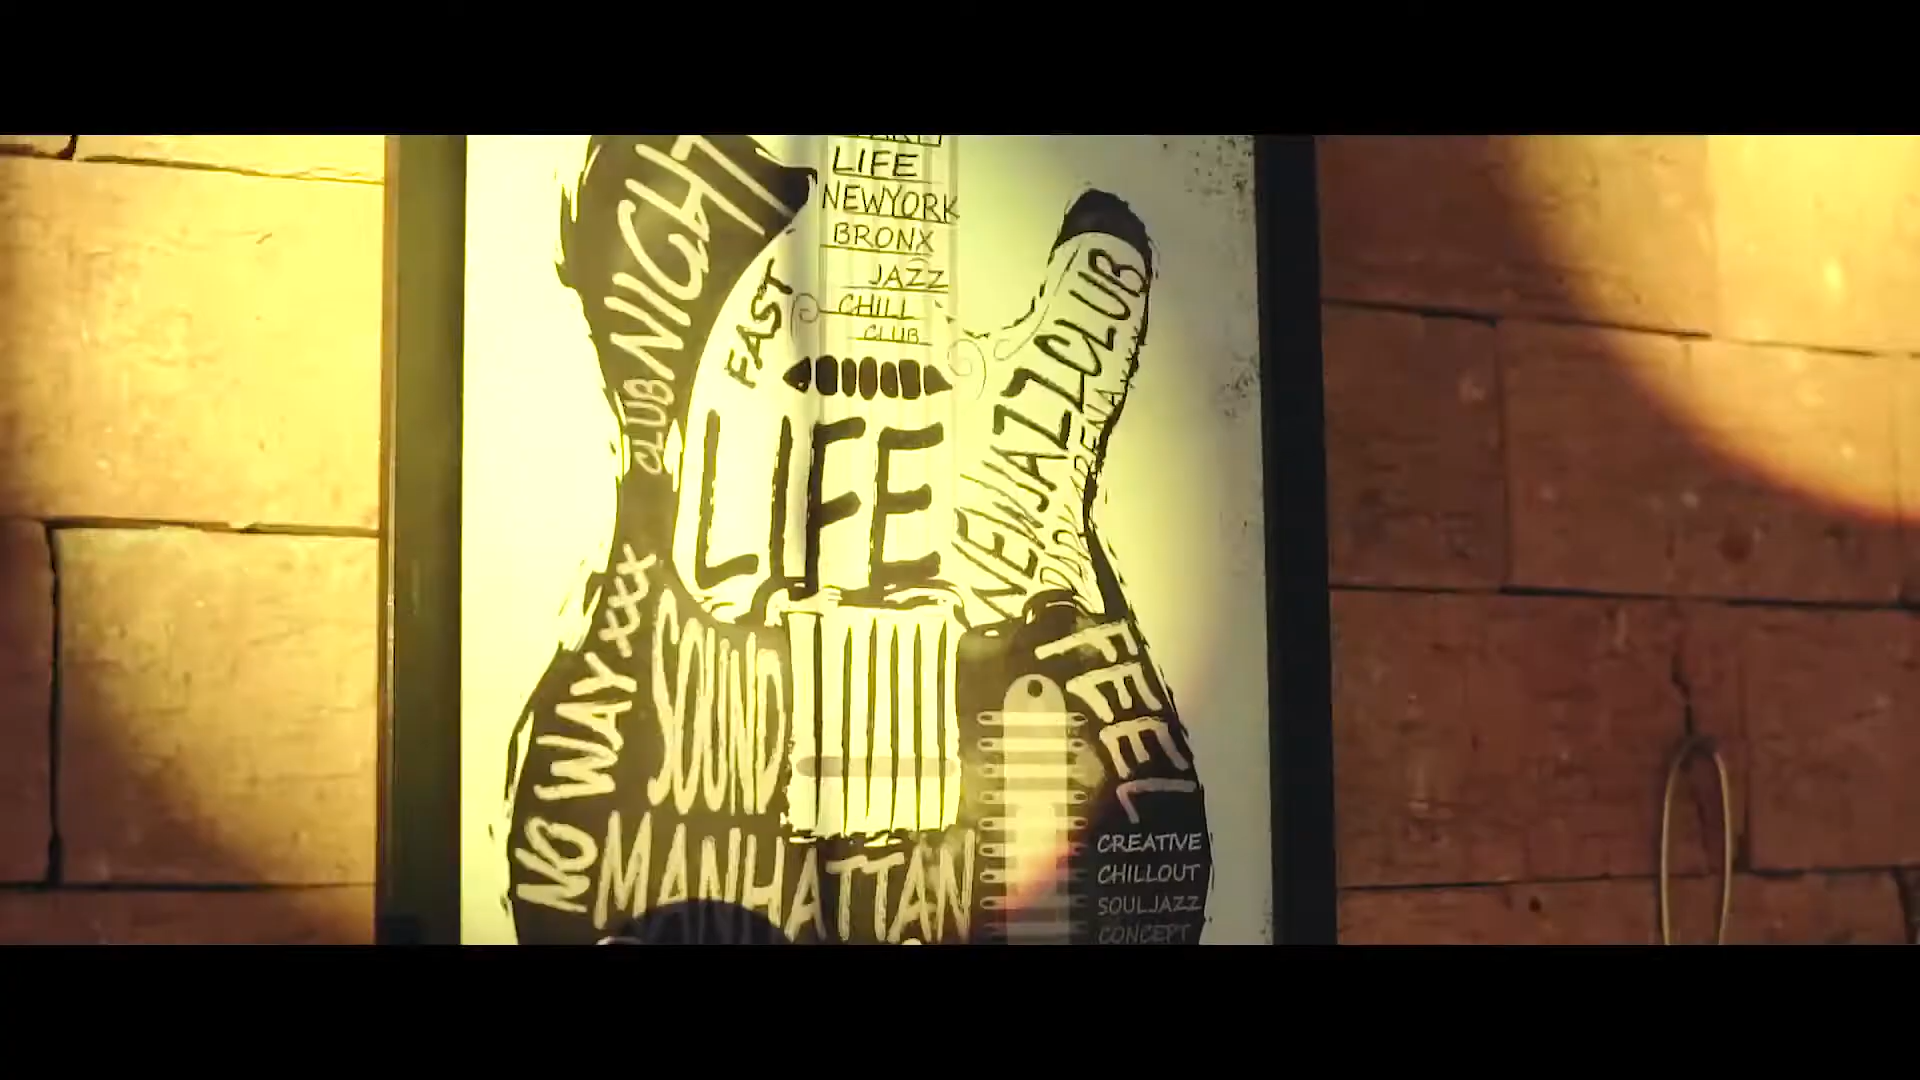 LIFE
NEWYORK
BRONX
JAZZ
CHILL
CLUB
CLUB NIGHT
FAST
LIFE
NEWJAZZCLUB
NO WAY xxx
SOUND
MANHATTAN
FEEL
CREATIVE
CHILLOUT
SOULJAZZ
CONCEPT